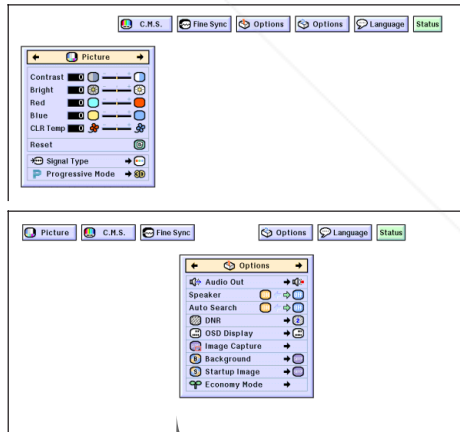 C.M.S. Fine Sync Options Options Language Status
Picture
Contrast 0
Bright 0
Red 0
Blue 0
CLR Temp 0
Reset
Signal Type
P Progressive Mode
Picture C.M.S. Fine Sync Options Language Status
Options
Audio Out
Speaker
Auto Search
DNR 2
OSD Display
Image Capture
B Background
S Startup Image
Economy Mode